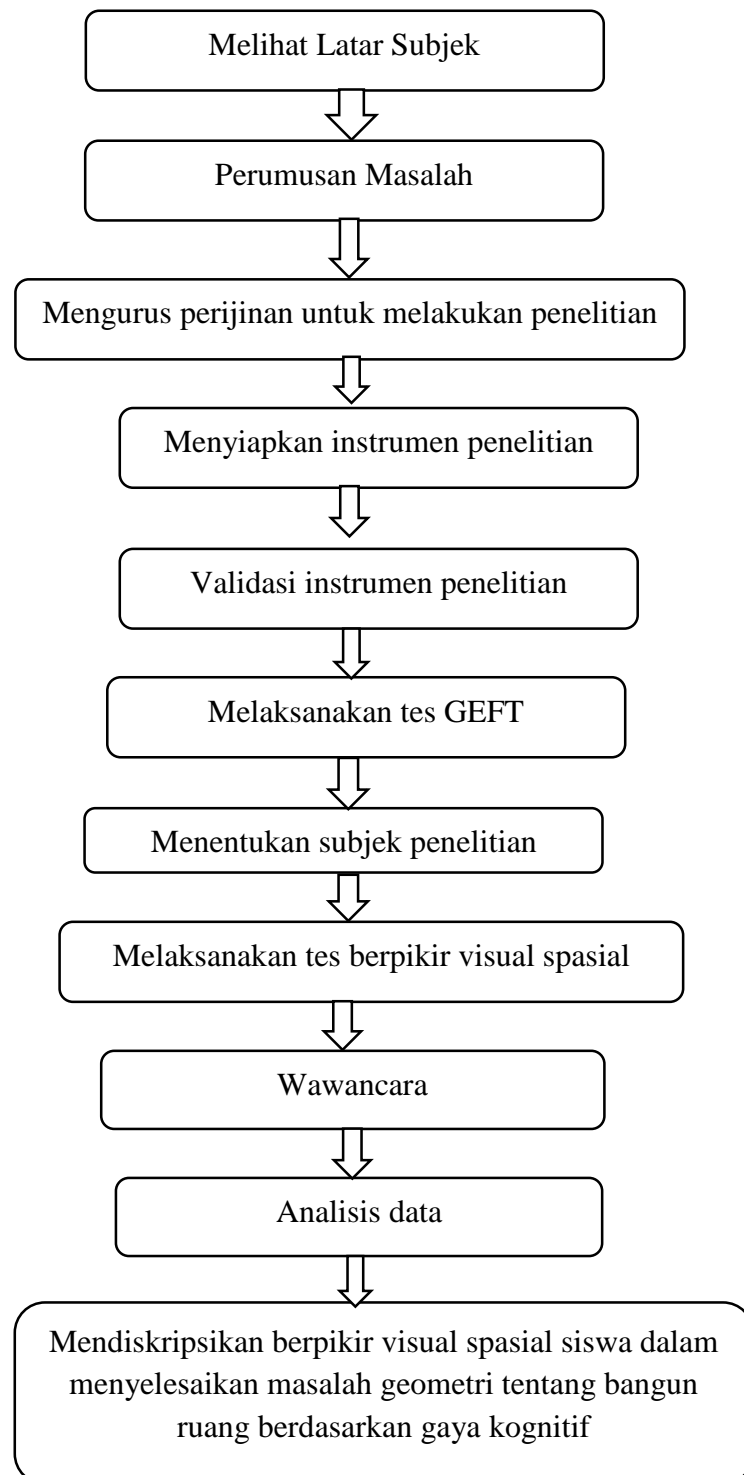 Melihat Latar Subjek
Perumusan Masalah
Mengurus perijinan untuk melakukan penelitian
Menyiapkan instrumen penelitian
Validasi instrumen penelitian
Melaksanakan tes GEFT
Menentukan subjek penelitian
Melaksanakan tes berpikir visual spasial
Wawancara
Analisis data
Mendiskripsikan berpikir visual spasial siswa dalam
menyelesaikan masalah geometri tentang bangun
ruang berdasarkan gaya kognitif